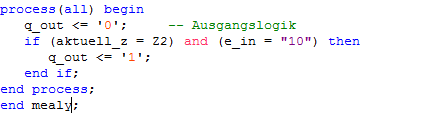 process(all) begin
   q_out <= '0';     -- Ausgangslogik
   if (aktuell_z = Z2) and (e_in = "10") then
      q_out <= '1';
   end if;
end process;
end mealy;